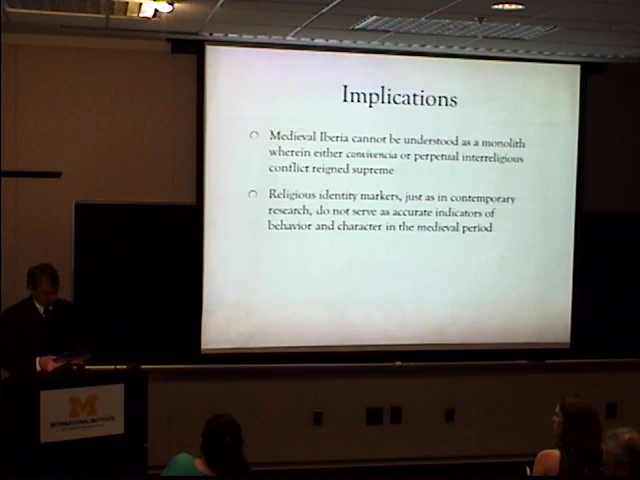 Implications
Medieval Iberia cannot be understood as a monolith
wherein either convivencia or perpetual interreligious
conflict reigned supreme
Religious identity markers, just as in contemporary
research, do not serve as accurate indicators of
behavior and character in the medieval period
M
INTERNATIONAL INSTITUTE